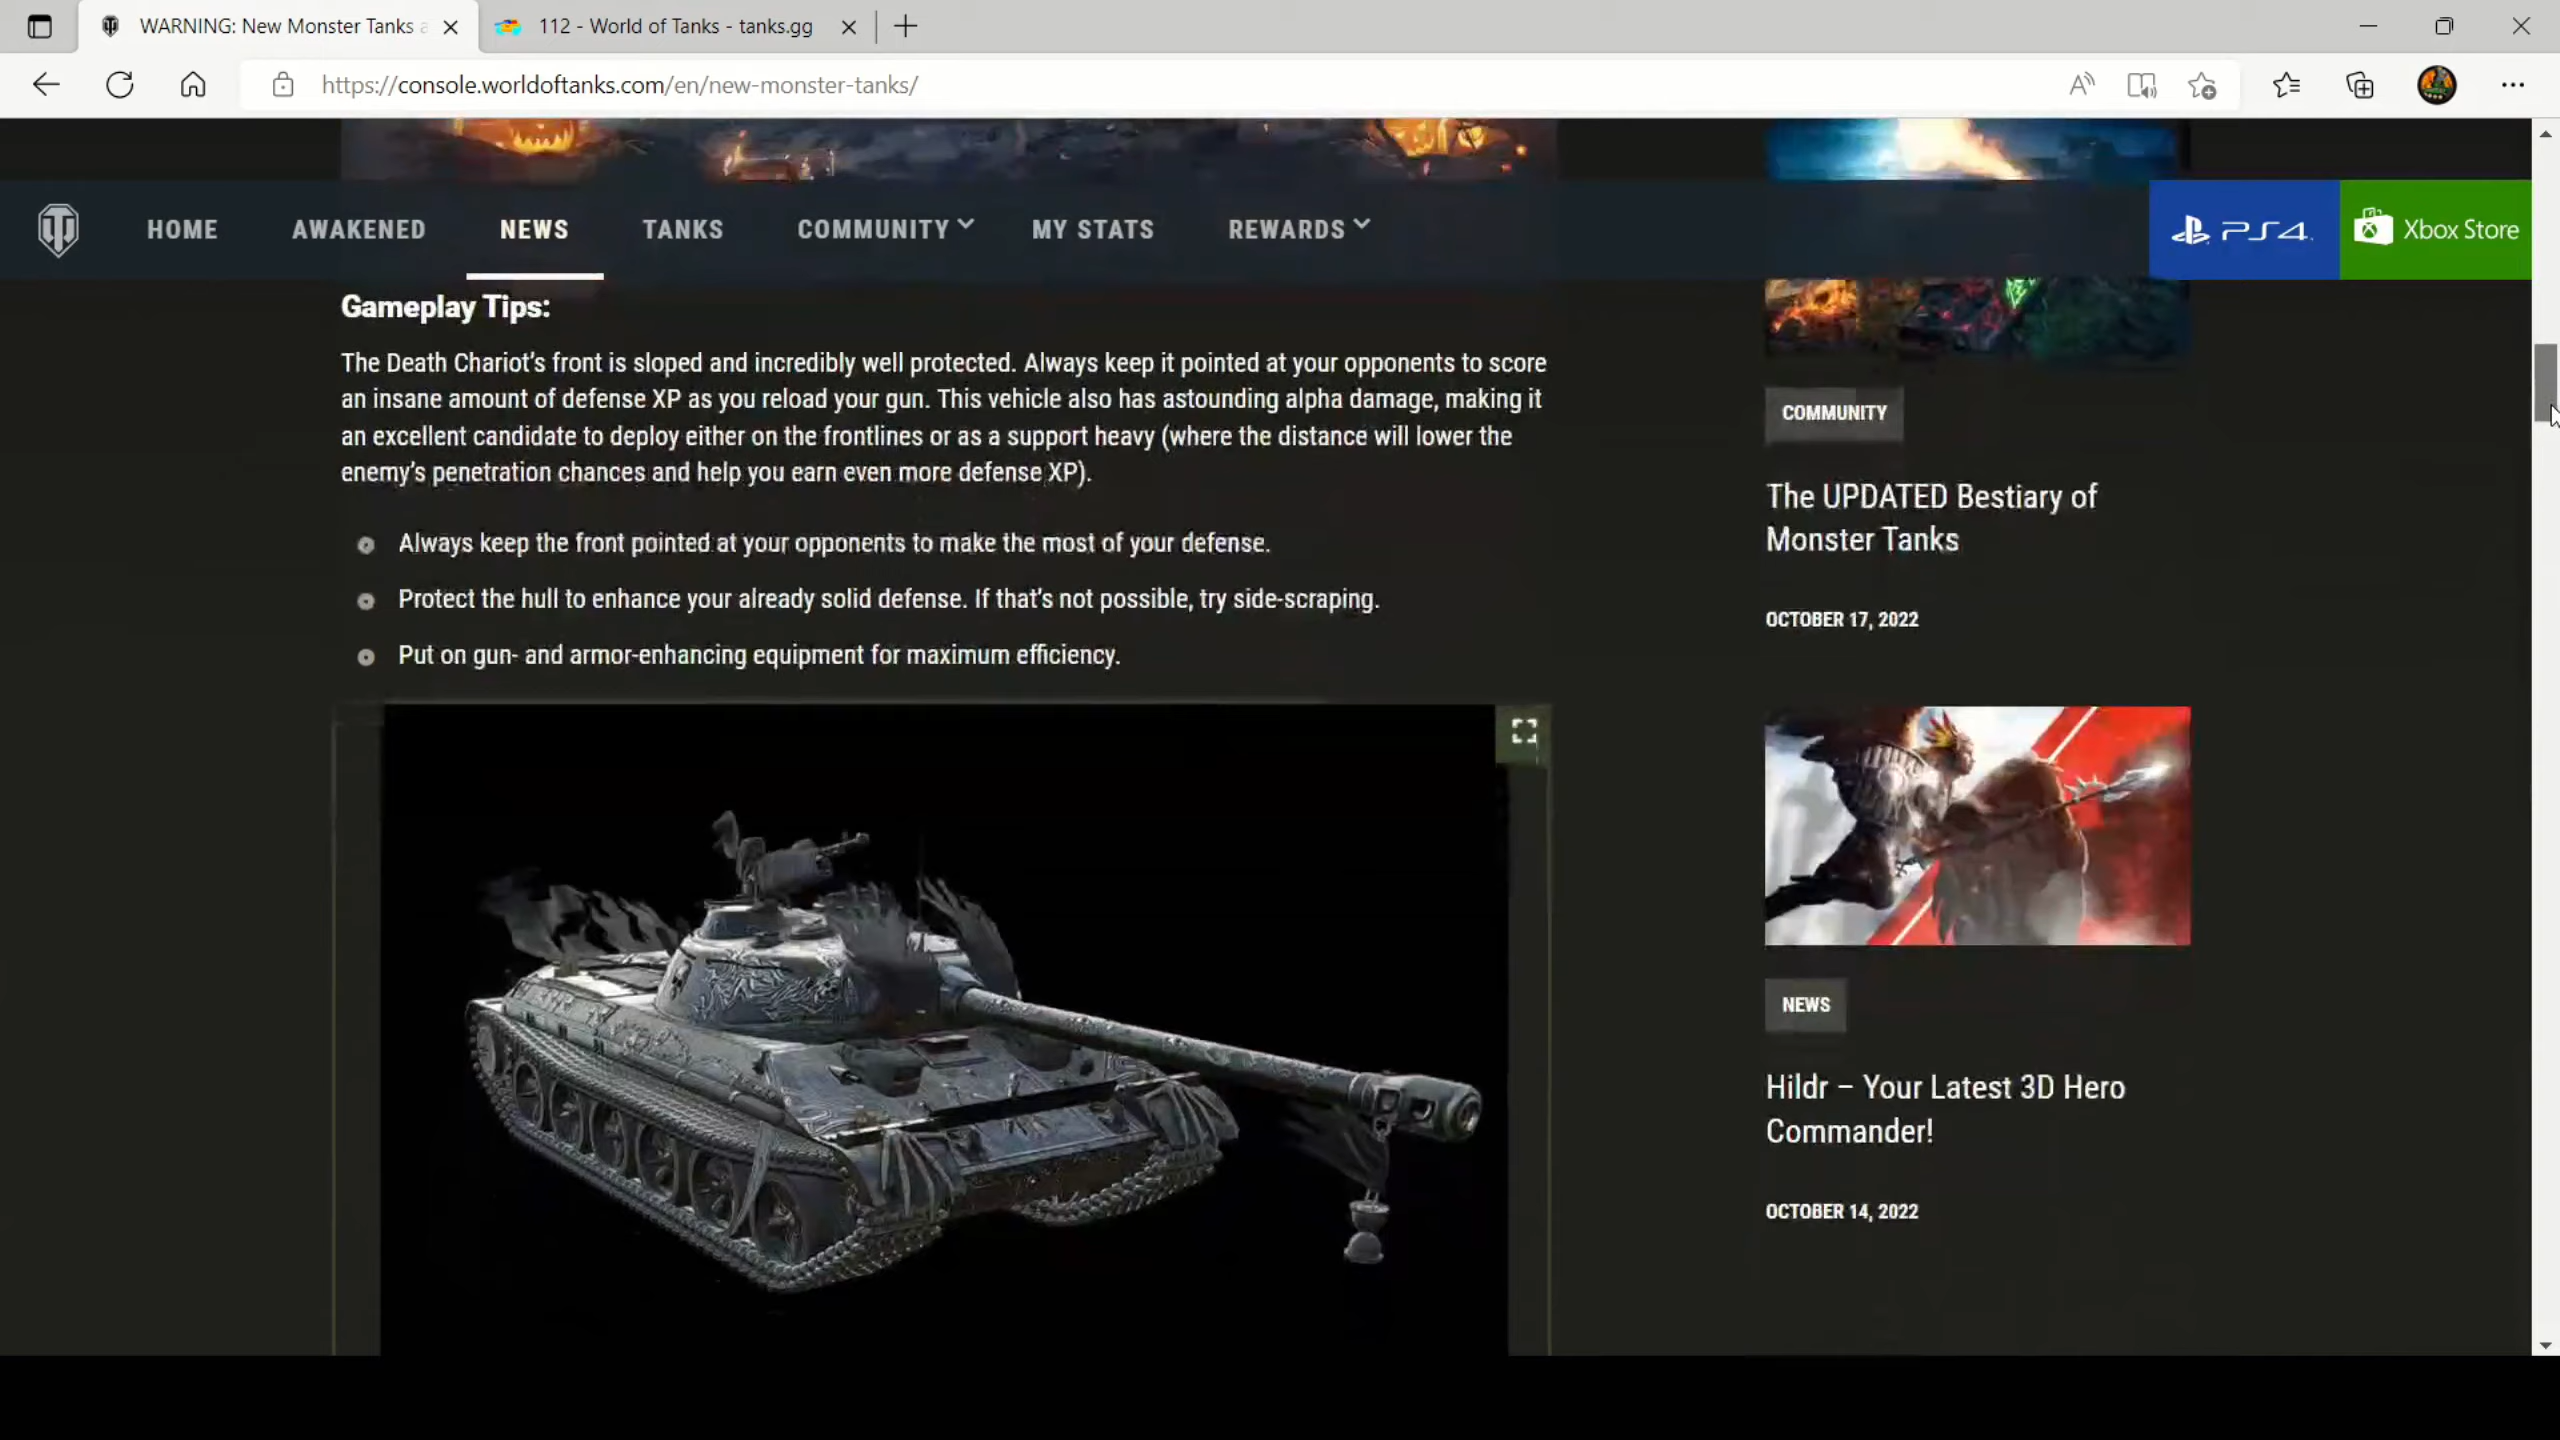 WARNING: New Monster Tanks a
112 - World of Tanks - tanks.gg
https://console.worldoftanks.com/en/new-monster-tanks/
HOME
AWAKENED
NEWS
TANKS
COMMUNITY
MY STATS
REWARDS
PS4
Xbox Store
Gameplay Tips:
The Death Chariot's front is sloped and incredibly well protected. Always keep it pointed at your opponents to score
an insane amount of defense XP as you reload your gun. This vehicle also has astounding alpha damage, making it
an excellent candidate to deploy either on the frontlines or as a support heavy (where the distance will lower the
enemy's penetration chances and help you earn even more defense XP).
Always keep the front pointed at your opponents to make the most of your defense.
Protect the hull to enhance your already solid defense. If that's not possible, try side-scraping.
Put on gun- and armor-enhancing equipment for maximum efficiency.
COMMUNITY
The UPDATED Bestiary of
Monster Tanks
OCTOBER 17, 2022
NEWS
Hildr – Your Latest 3D Hero
Commander!
OCTOBER 14, 2022